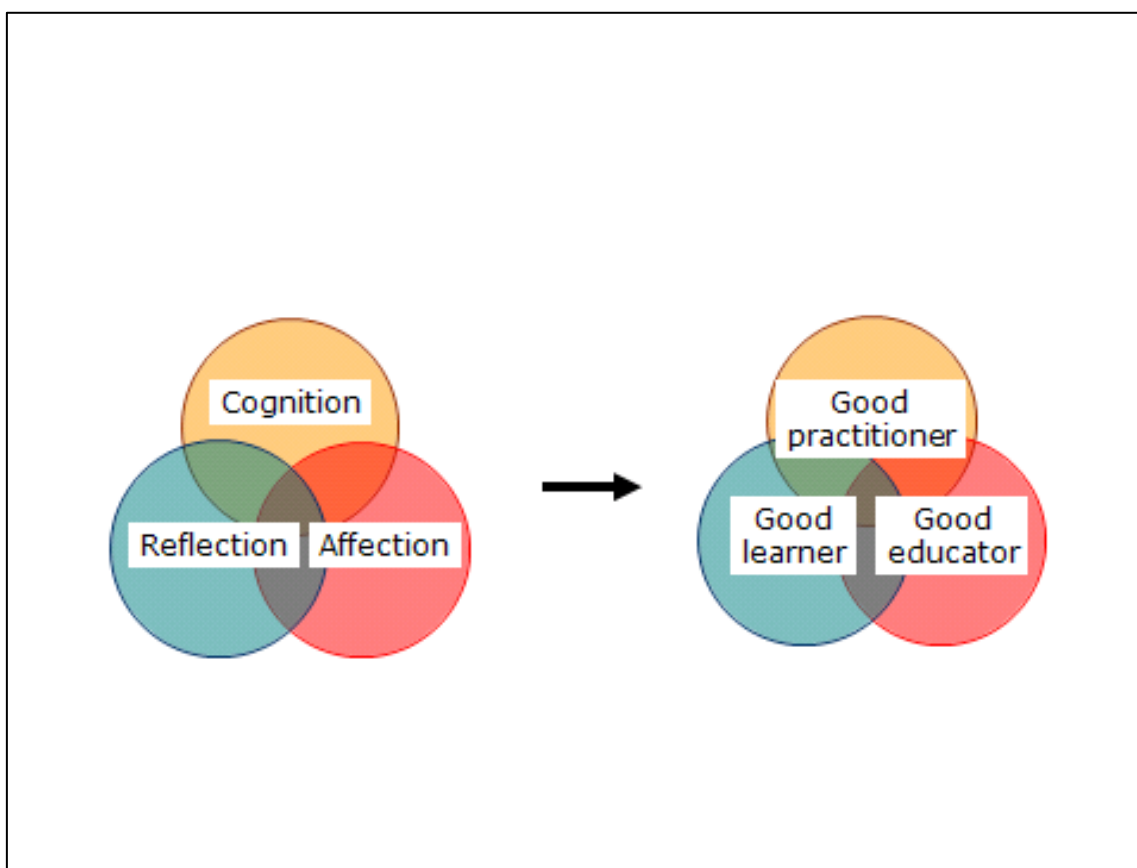 Cognition
Reflection
Affection
Good
practitioner
Good
learner
Good
educator